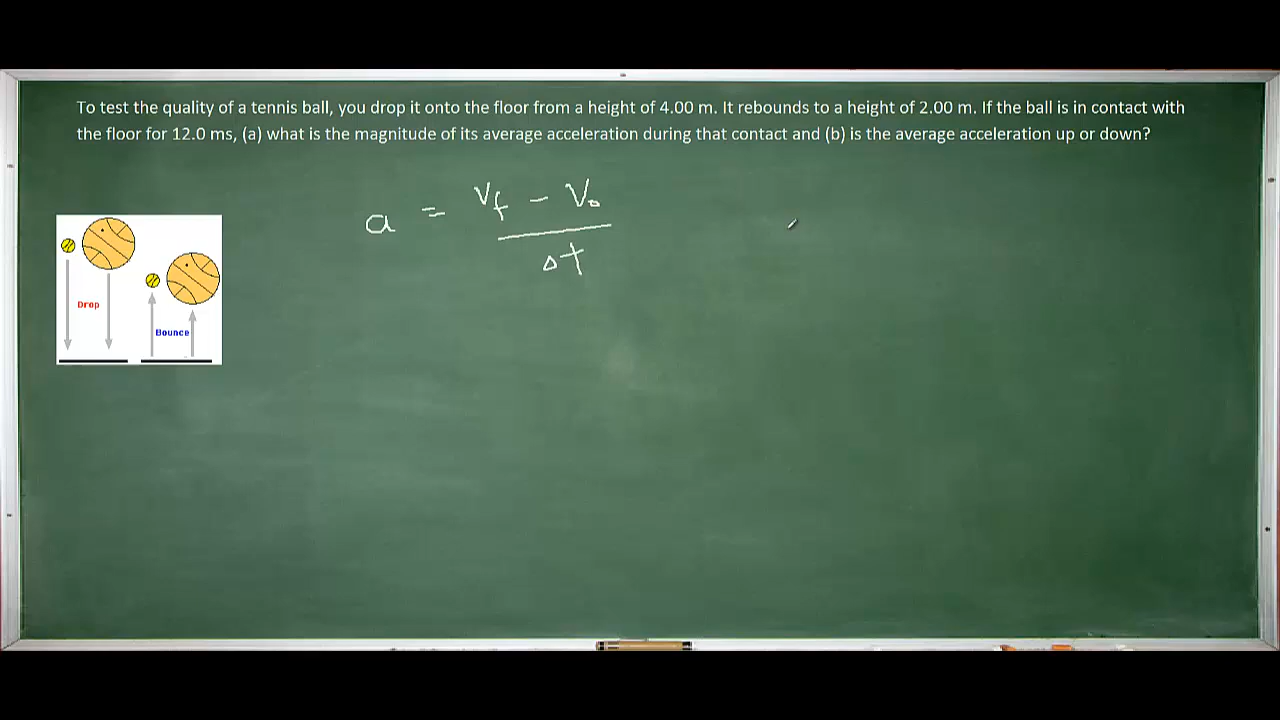 To test the quality of a tennis ball, you drop it onto the floor from a height of 4.00 m. It rebounds to a height of 2.00 m. If the ball is in contact with
the floor for 12.0 ms, (a) what is the magnitude of its average acceleration during that contact and (b) is the average acceleration up or down?
a = Vf - V₀
Δt
Drop
Bounce